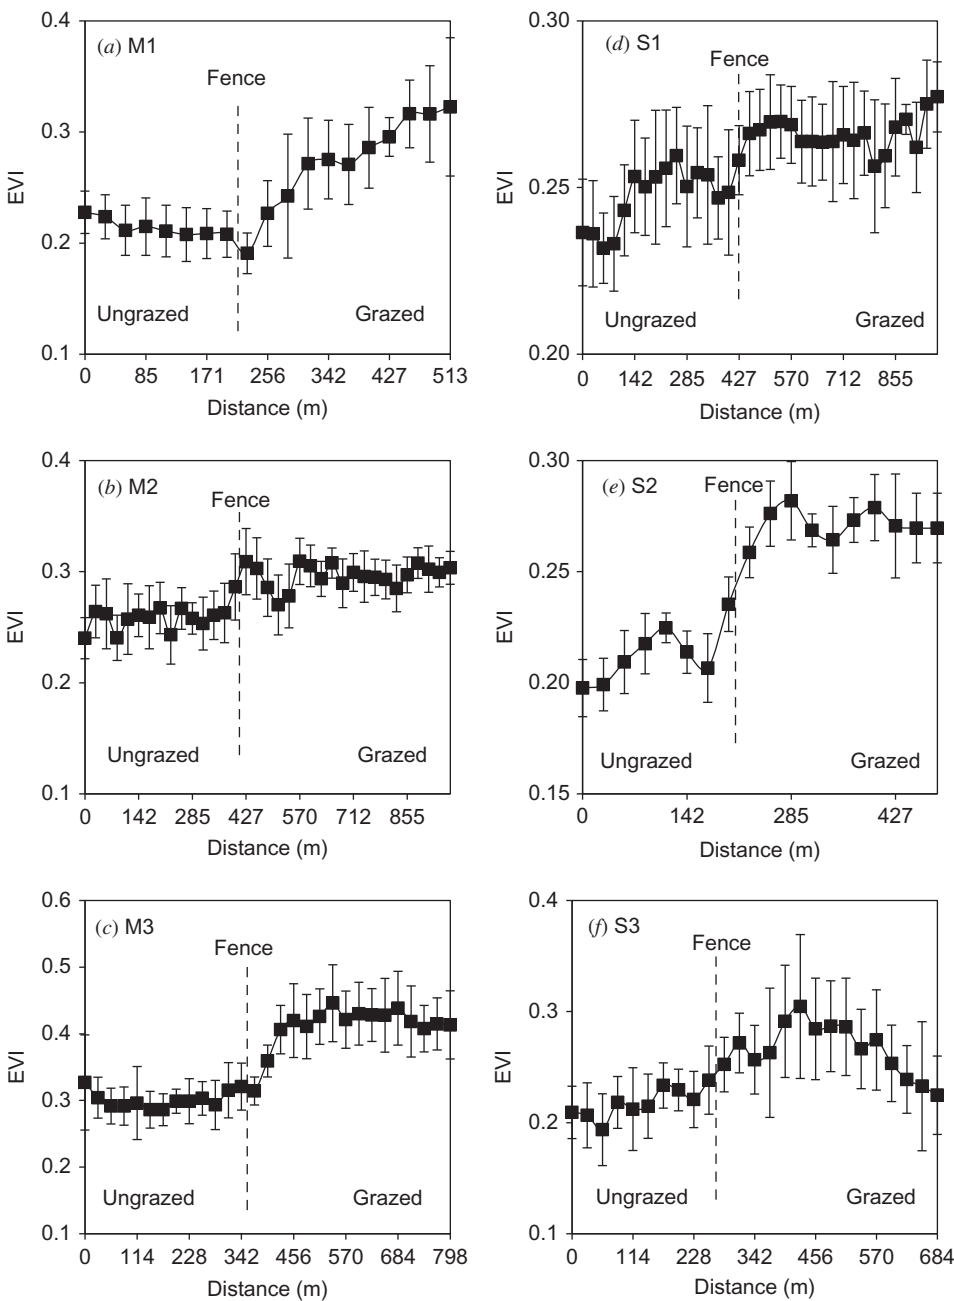 0.4
(a) M1
Fence
0.3
EVI
0.2
Ungrazed
Grazed
0.1
0 85 171 256 342 427 513
Distance (m)
0.30
(d) S1
Fence
0.25
EVI
Ungrazed
Grazed
0.20
0 142 285 427 570 712 855
Distance (m)
0.4
(b) M2
Fence
0.3
EVI
0.2
Ungrazed
Grazed
0.1
0 142 285 427 570 712 855
Distance (m)
0.30
(e) S2
Fence
0.25
EVI
0.20
Ungrazed
Grazed
0.15
0 142 285 427
Distance (m)
0.6
(c) M3
Fence
0.5
0.4
EVI
0.3
0.2
Ungrazed
Grazed
0.1
0 114 228 342 456 570 684 798
Distance (m)
0.4
(f) S3
Fence
0.3
EVI
0.2
Ungrazed
Grazed
0.1
0 114 228 342 456 570 684
Distance (m)